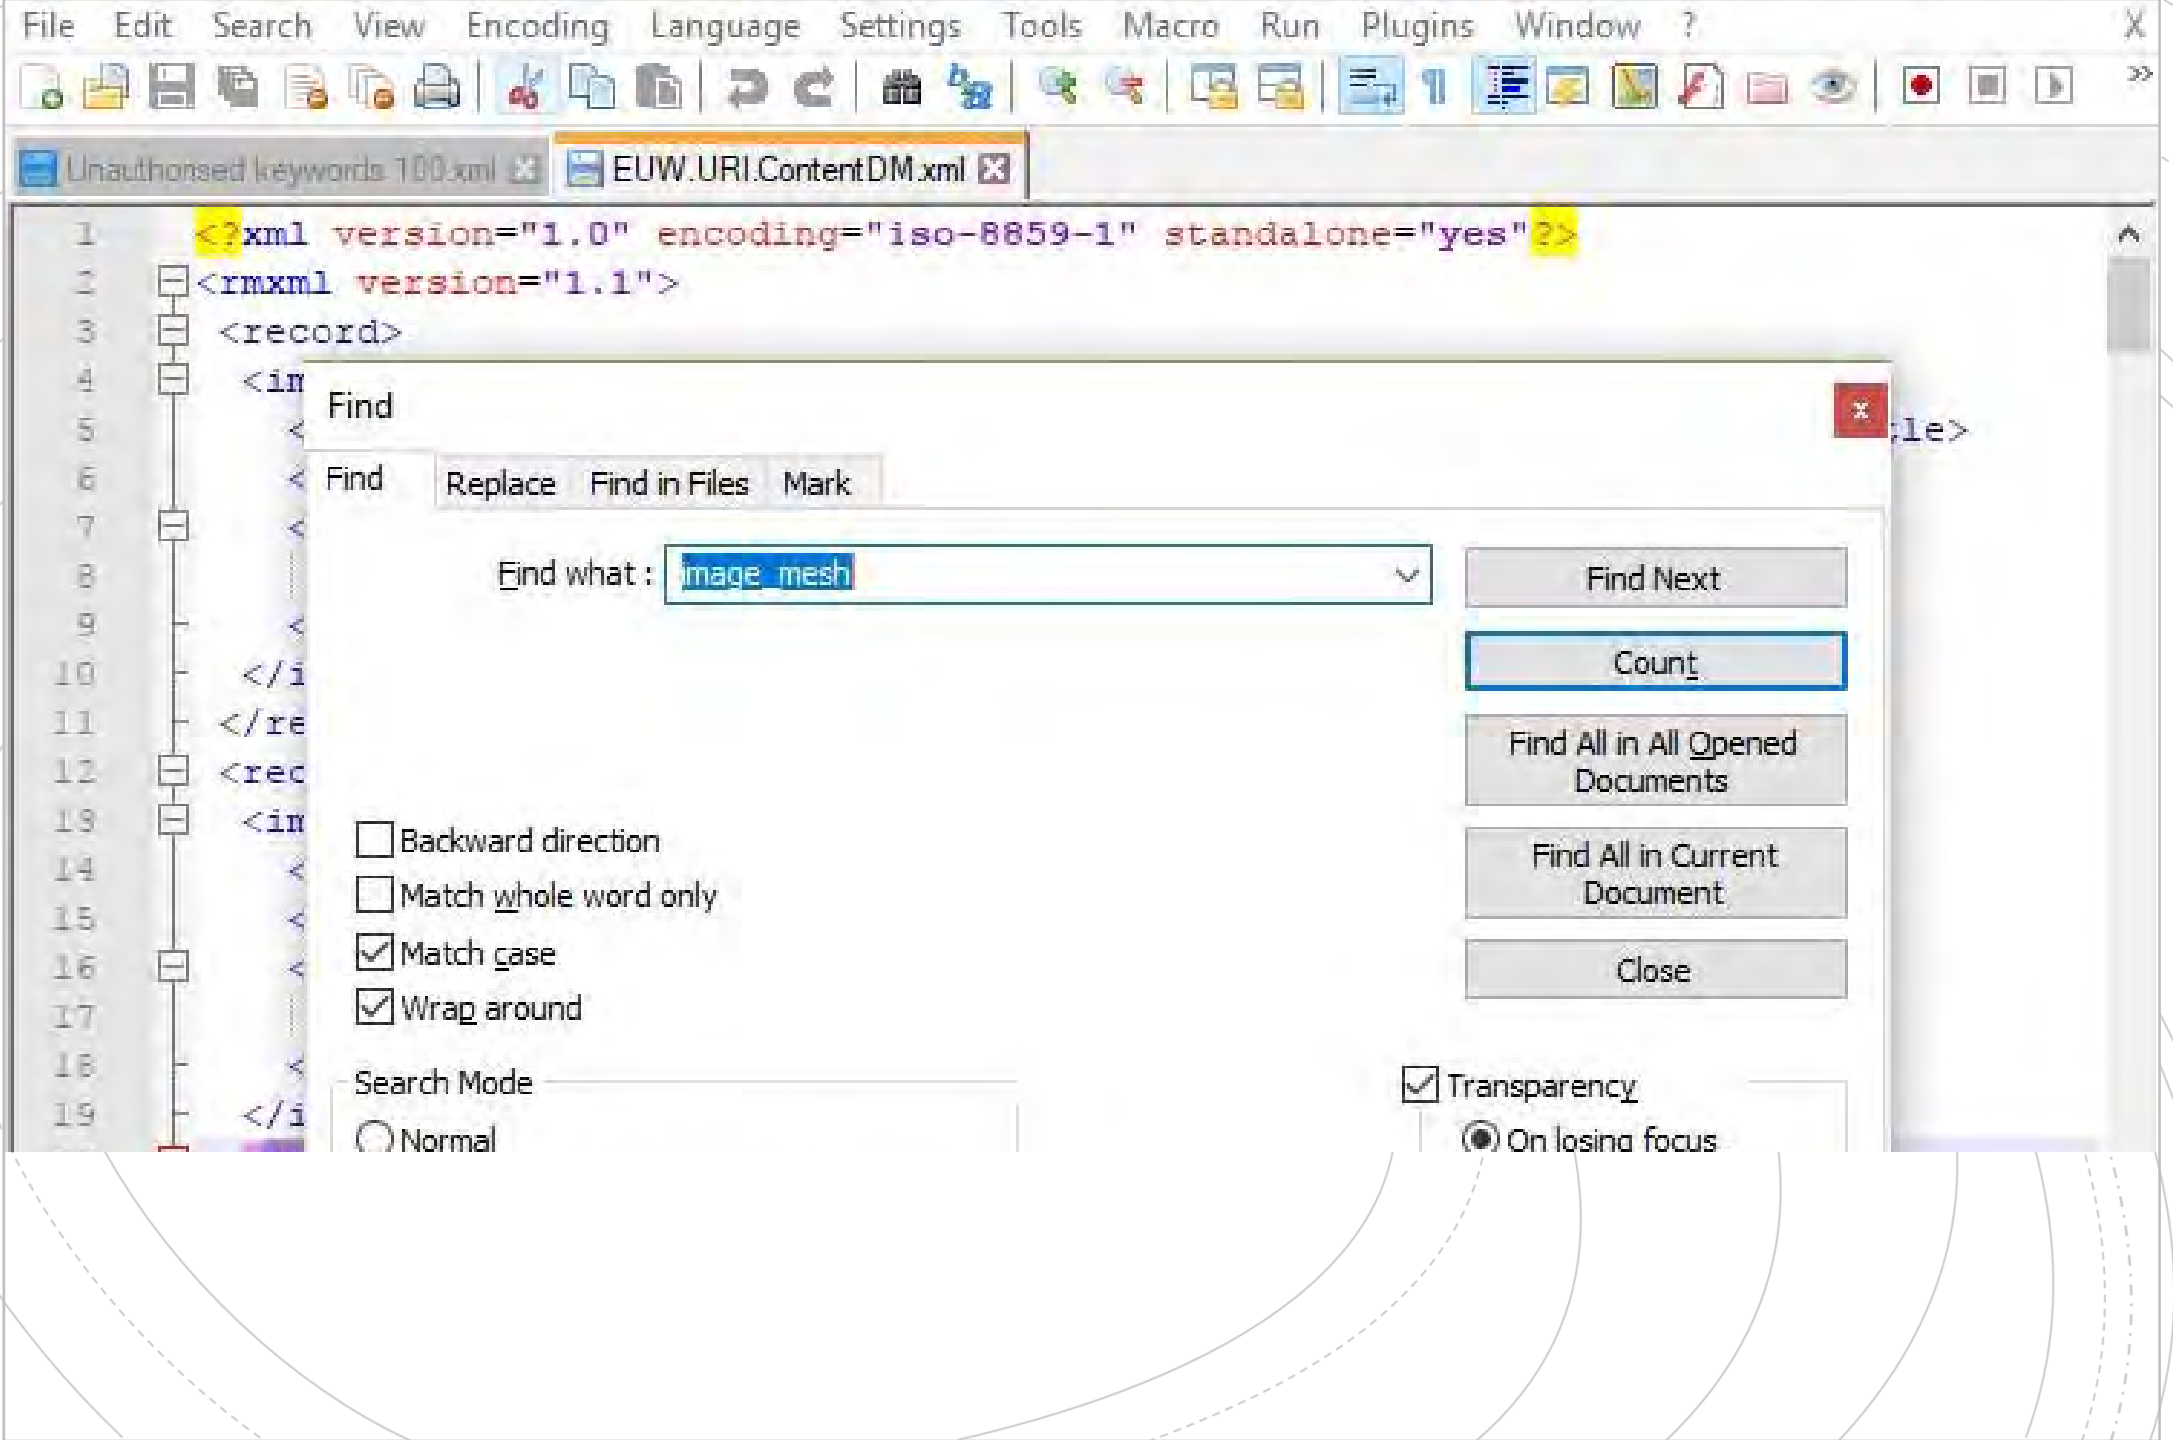 File Edit Search View Encoding Language Settings Tools Macro Run Plugins Window ? X
Unauthorised keywords 100.xml EUW.URI.ContentDM.xml
1 <?xml version="1.0" encoding="iso-8859-1" standalone="yes"?>
2 <rmxml version="1.1">
3 <record>
4 <im
Find x
5 < tle>
6 <
Find Replace Find in Files Mark
7 <
8
Find what : image_mesh Find Next
9 <
10 </i
Count
11 </re
Find All in All Opened
Documents
12 <rec
13 <im
Backward direction
Find All in Current
Document
14 <
Match whole word only
15 <
Match case
16 <
Close
Wrap around
17
18 <
Search Mode
Transparency
19 </i
Normal
On losing focus